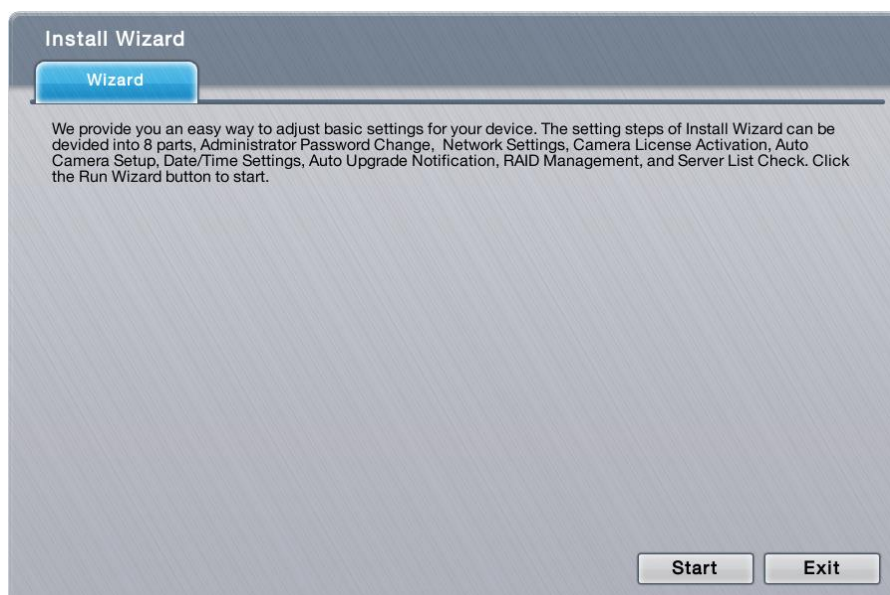 Install Wizard
Wizard
We provide you an easy way to adjust basic settings for your device. The setting steps of Install Wizard can be
devided into 8 parts, Administrator Password Change,  Network Settings, Camera License Activation, Auto
Camera Setup, Date/Time Settings, Auto Upgrade Notification, RAID Management, and Server List Check. Click
the Run Wizard button to start.
Start
Exit